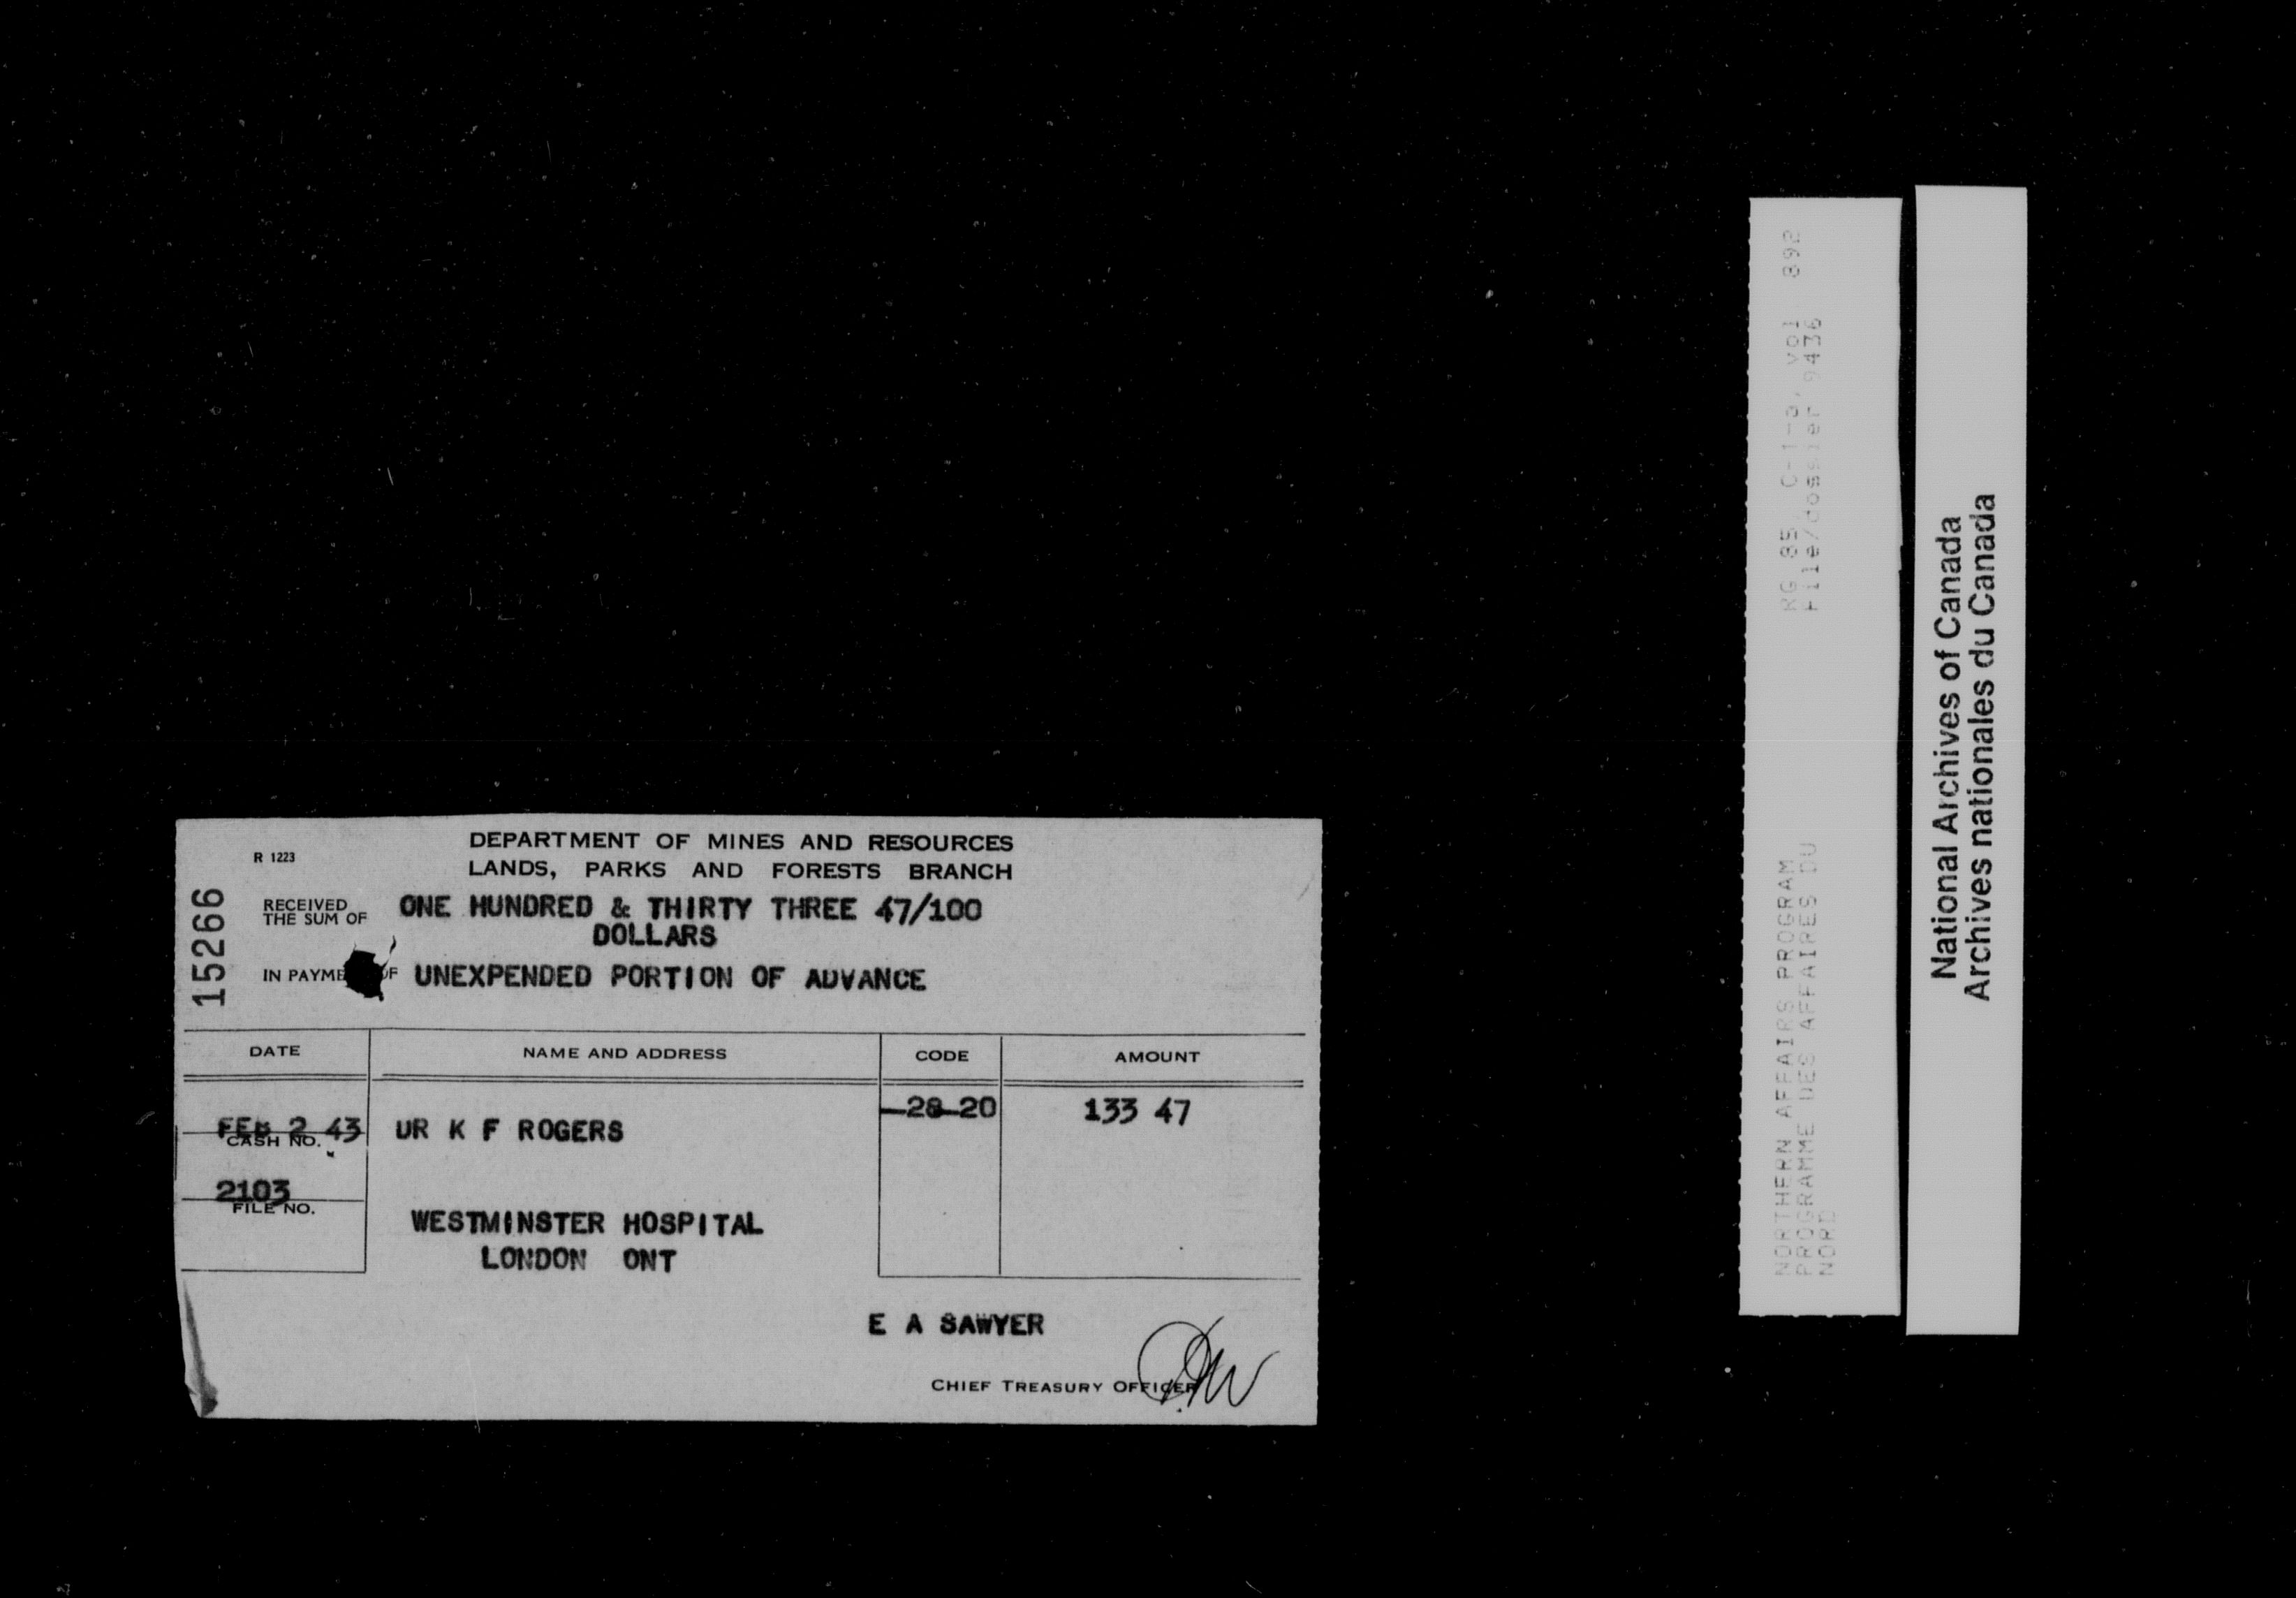 DEPARTMENT OF MINES AND RESOURCES
LANDS, PARKS AND FORESTS BRANCH
R 1223
15266
RECEIVED THE SUM OF ONE HUNDRED & THIRTY THREE 47/100
DOLLARS
IN PAYME OF UNEXPENDED PORTION OF ADVANCE
DATE NAME AND ADDRESS CODE AMOUNT
28-20 133 47
FEB 2 43 UR K F ROGERS
CASH NO.
2103
FILE NO.
WESTMINSTER HOSPITAL
LONDON ONT
E A SAWYER
CHIEF TREASURY OFFICER
RG 85, C-1-a, vol 892
File/dossier 9436
NORTHERN AFFAIRS PROGRAM
PROGRAMME DES AFFAIRES DU
NORD
National Archives of Canada
Archives nationales du Canada